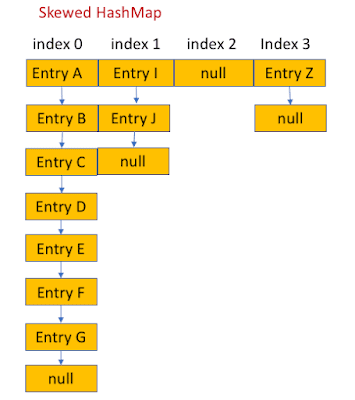 Skewed HashMap
index 0 index 1 index 2 Index 3
Entry A Entry I null Entry Z
Entry B Entry J null
Entry C null
Entry D
Entry E
Entry F
Entry G
null